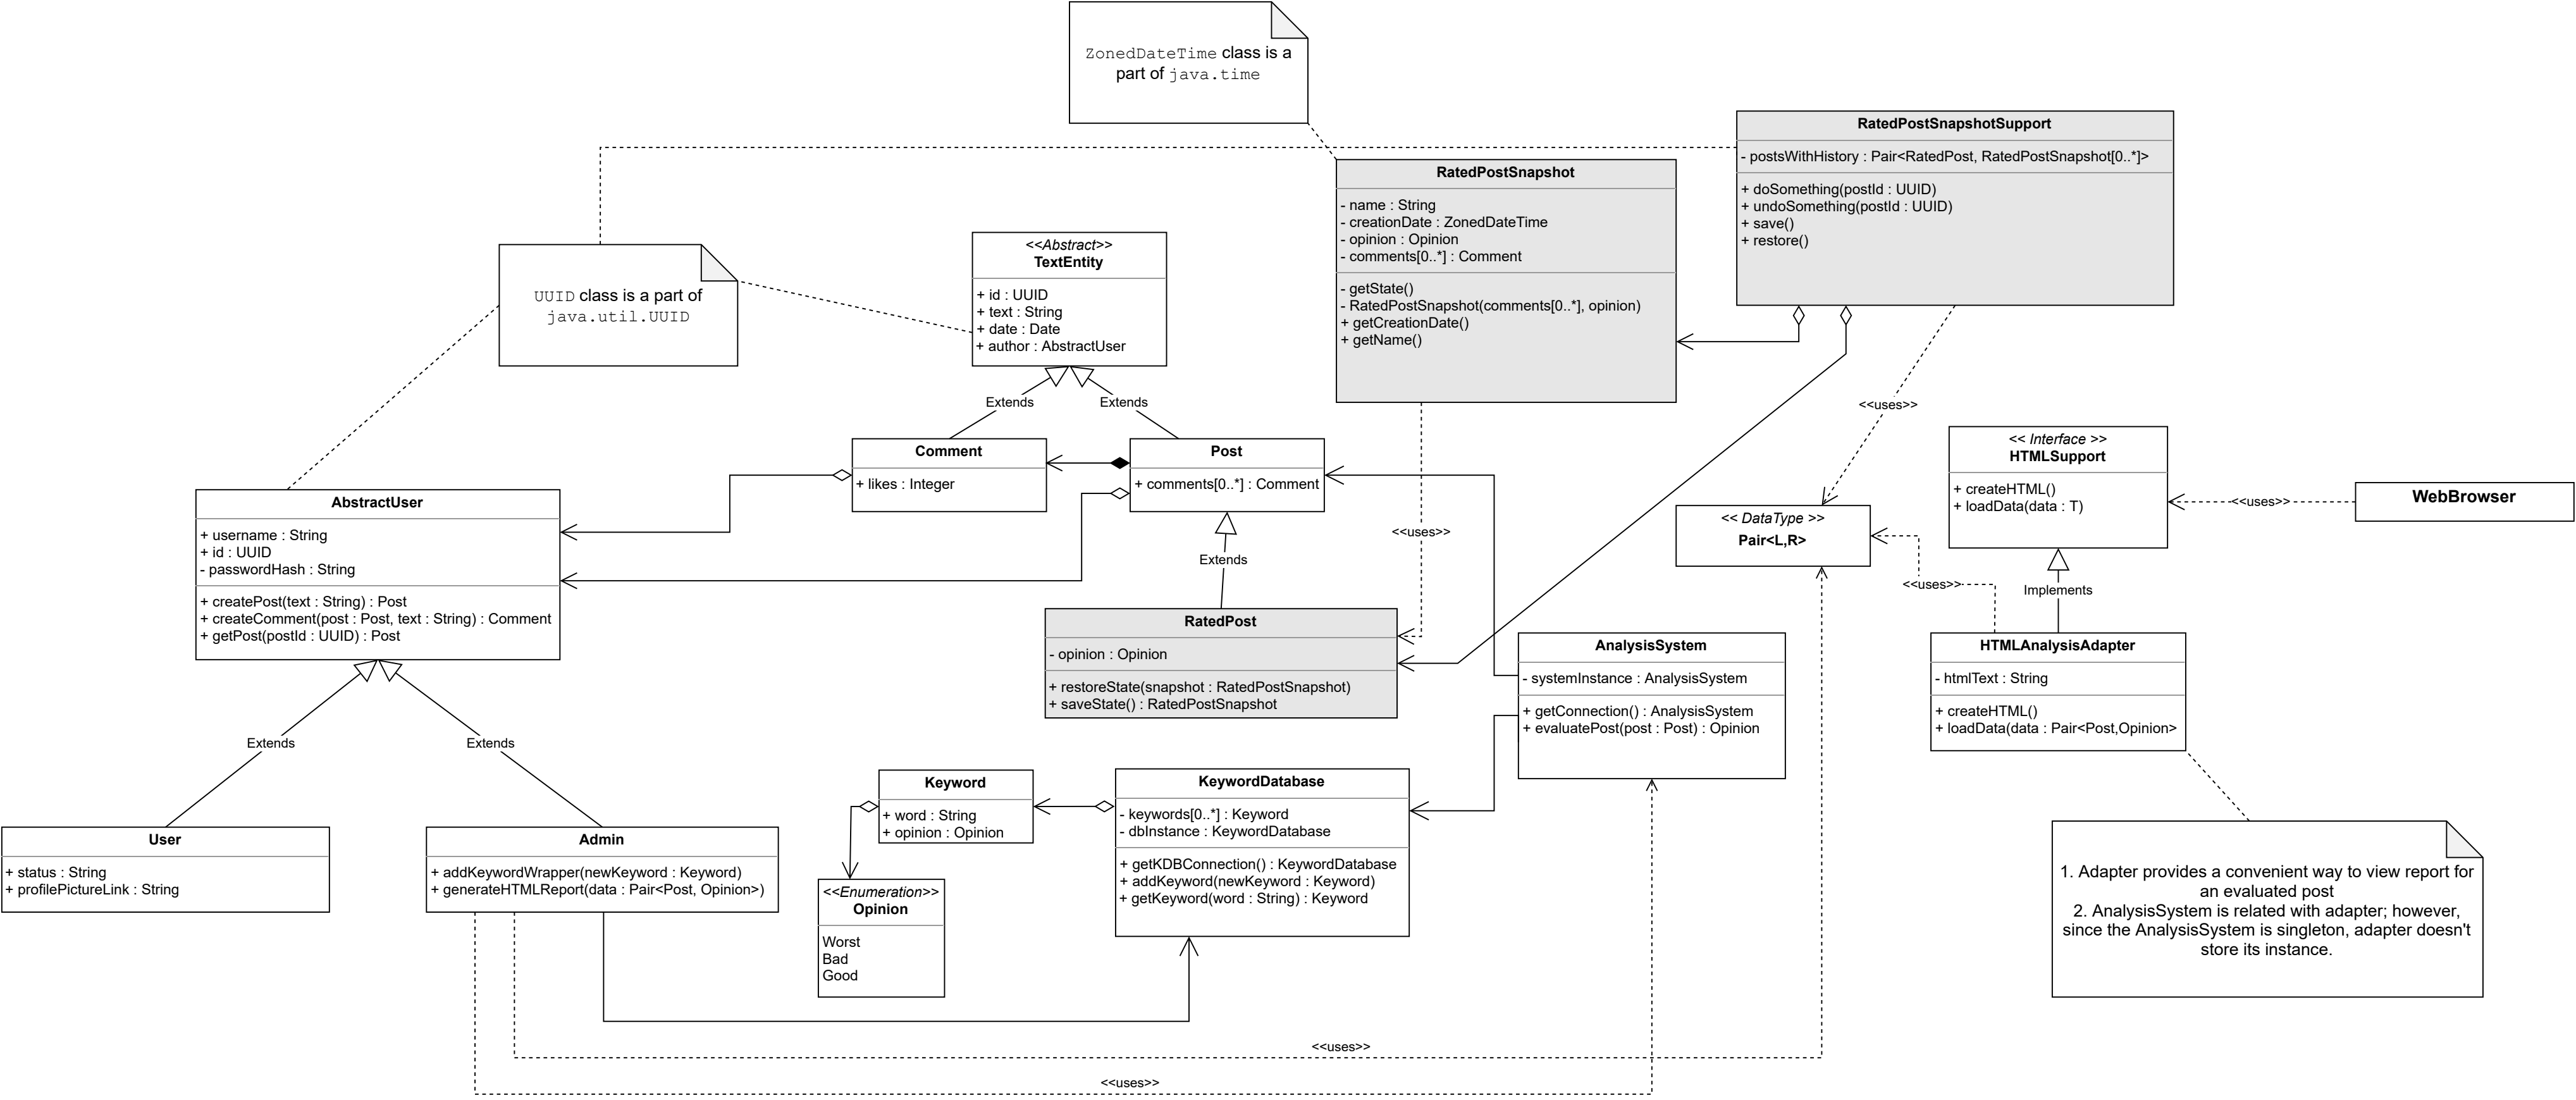 ZonedDateTime class is a
part of java.time
RatedPostSnapshotSupport
- postsWithHistory : Pair<RatedPost, RatedPostSnapshot[0..*]>
+ doSomething(postId : UUID)
+ undoSomething(postId : UUID)
+ save()
+ restore()
RatedPostSnapshot
- name : String
- creationDate : ZonedDateTime
- opinion : Opinion
- comments[0..*] : Comment
- getState()
- RatedPostSnapshot(comments[0..*], opinion)
+ getCreationDate()
+ getName()
<<Abstract>>
TextEntity
+ id : UUID
+ text : String
+ date : Date
+ author : AbstractUser
UUID class is a part of
java.util.UUID
Extends
Extends
<<uses>>
<< Interface >>
HTMLSupport
+ createHTML()
+ loadData(data : T)
<<uses>>
WebBrowser
Comment
+ likes : Integer
Post
+ comments[0..*] : Comment
AbstractUser
+ username : String
+ id : UUID
- passwordHash : String
+ createPost(text : String) : Post
+ createComment(post : Post, text : String) : Comment
+ getPost(postId : UUID) : Post
<< DataType >>
Pair<L,R>
<<uses>>
Extends
<<uses>>
Implements
RatedPost
- opinion : Opinion
+ restoreState(snapshot : RatedPostSnapshot)
+ saveState() : RatedPostSnapshot
AnalysisSystem
- systemInstance : AnalysisSystem
+ getConnection() : AnalysisSystem
+ evaluatePost(post : Post) : Opinion
HTMLAnalysisAdapter
- htmlText : String
+ createHTML()
+ loadData(data : Pair<Post,Opinion>
Extends
Extends
Keyword
+ word : String
+ opinion : Opinion
KeywordDatabase
- keywords[0..*] : Keyword
- dbInstance : KeywordDatabase
+ getKDBConnection() : KeywordDatabase
+ addKeyword(newKeyword : Keyword)
+ getKeyword(word : String) : Keyword
User
+ status : String
+ profilePictureLink : String
Admin
+ addKeywordWrapper(newKeyword : Keyword)
+ generateHTMLReport(data : Pair<Post, Opinion>)
<<Enumeration>>
Opinion
Worst
Bad
Good
1. Adapter provides a convenient way to view report for
an evaluated post
2. AnalysisSystem is related with adapter; however,
since the AnalysisSystem is singleton, adapter doesn't
store its instance.
<<uses>>
<<uses>>